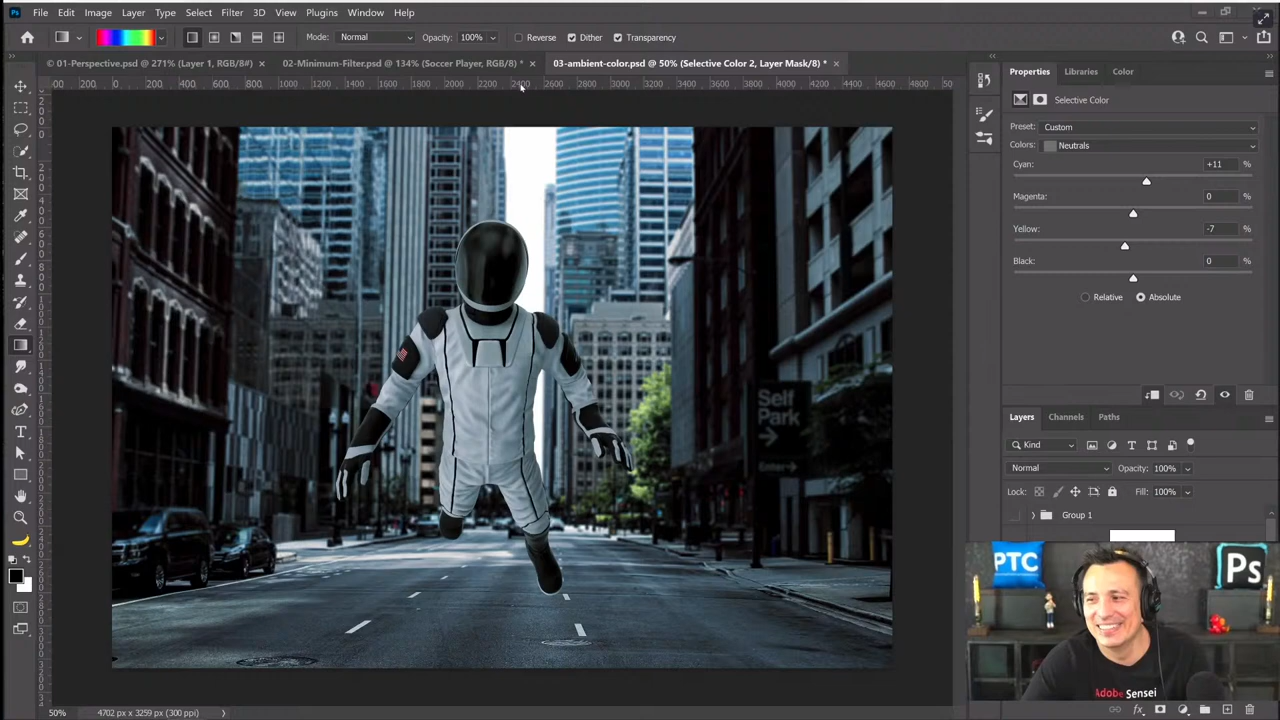 Ps File Edit Image Layer Type Select Filter 3D View Plugins Window Help
Mode: Normal Opacity: 100% Reverse Dither Transparency
© 01-Perspective.psd @ 271% (Layer 1, RGB/8#) × 02-Minimum-Filter.psd @ 134% (Soccer Player, RGB/8) * × 03-ambient-color.psd @ 50% (Selective Color 2, Layer Mask/8) * ×
Properties Libraries Color
Selective Color
Preset: Custom
Colors: Neutrals
Cyan: +11 %
Magenta: 0 %
Yellow: -7 %
Black: 0 %
Relative Absolute
Layers Channels Paths
Kind
Normal Opacity: 100%
Lock: Fill: 100%
Group 1
Self
Park
Enter
PTC
Ps
Adobe Sensei
50% 4702 px x 3259 px (300 ppi)